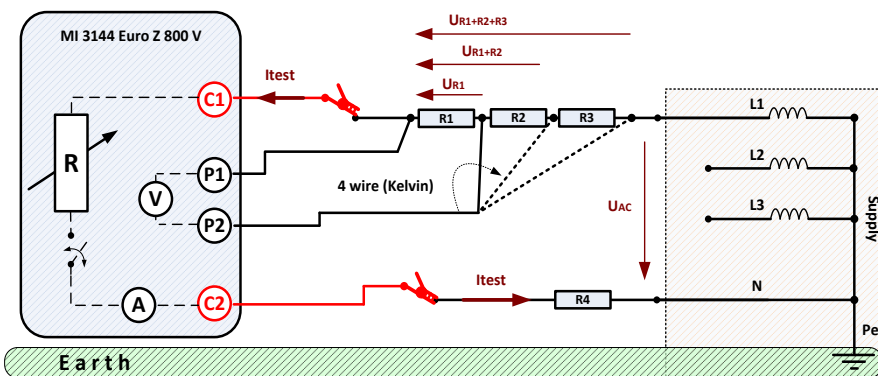 MI 3144 Euro Z 800 V
UR1+R2+R3
UR1+R2
UR1
Itest
C1
R1
R2
R3
L1
R
P1
V
P2
4 wire (Kelvin)
L2
L3
UAC
Supply
A
C2
Itest
R4
N
Pe
Earth